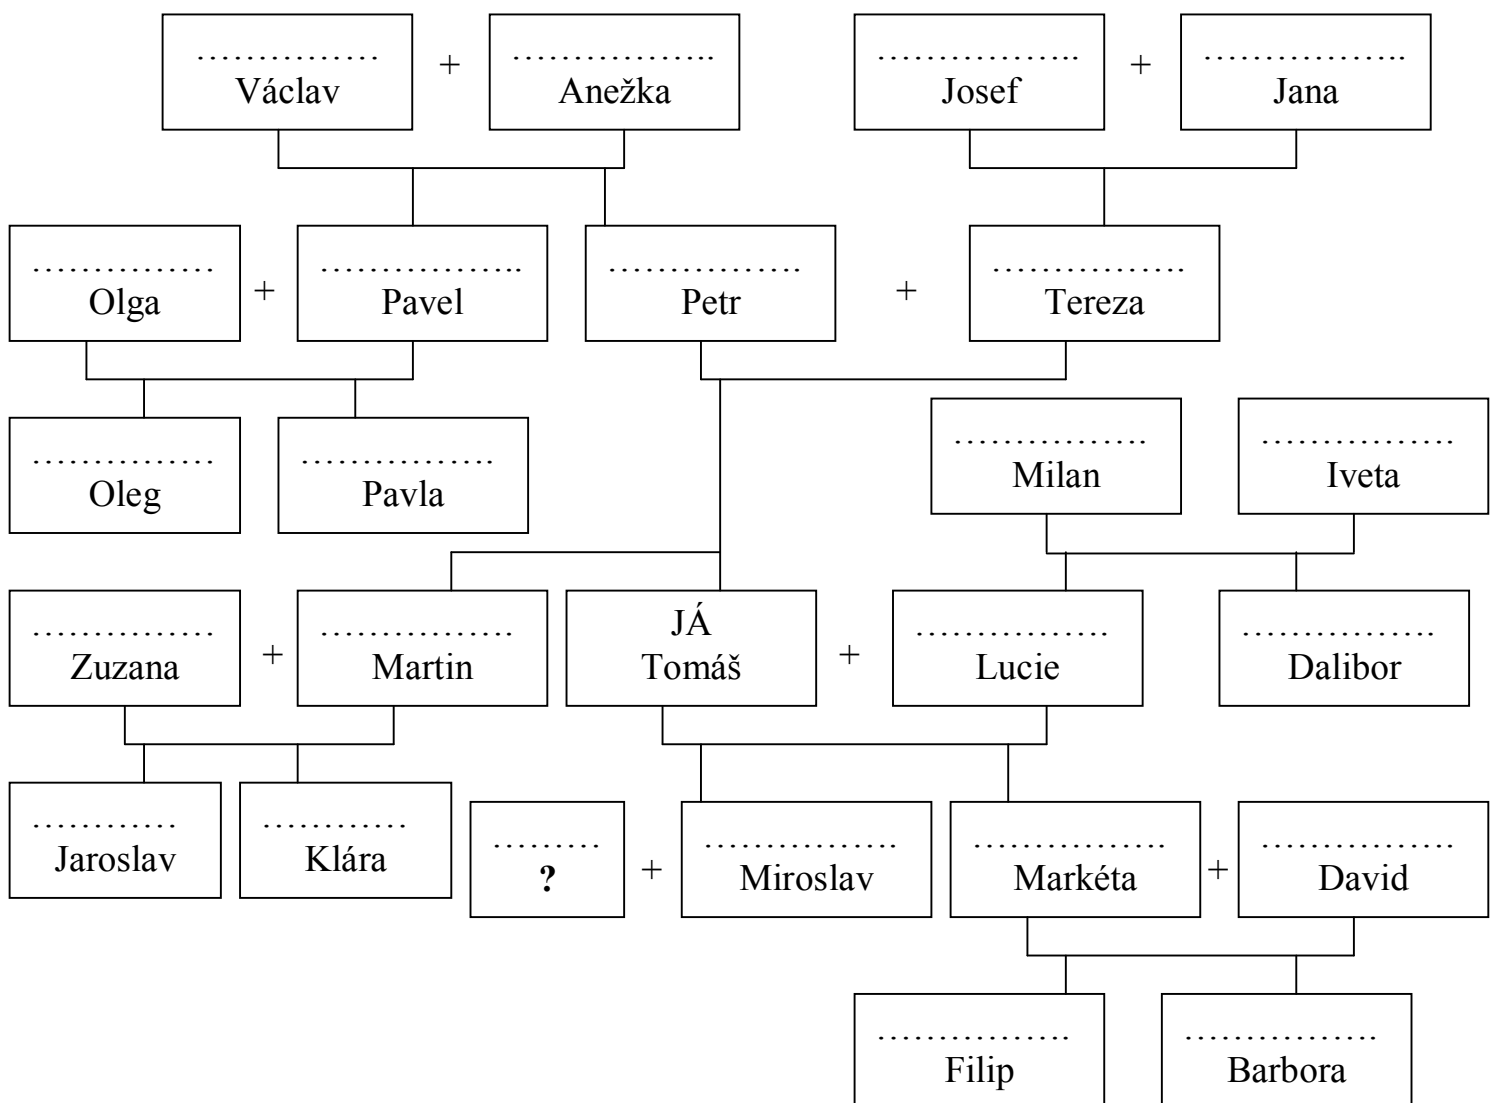 …………… + …………….. …………….. + ……………..
Václav Anežka Josef Jana
…………… + …………….. ……………. + …………….
Olga Pavel Petr Tereza
…………… …………….
Oleg Pavla
……………. …………….
Milan Iveta
…………… + ……………. JÁ + ……………. …………….
Zuzana Martin Tomáš Lucie Dalibor
………… ………… ……… + ……………. ……………. + …………….
Jaroslav Klára ? Miroslav Markéta David
……………. …………….
Filip Barbora